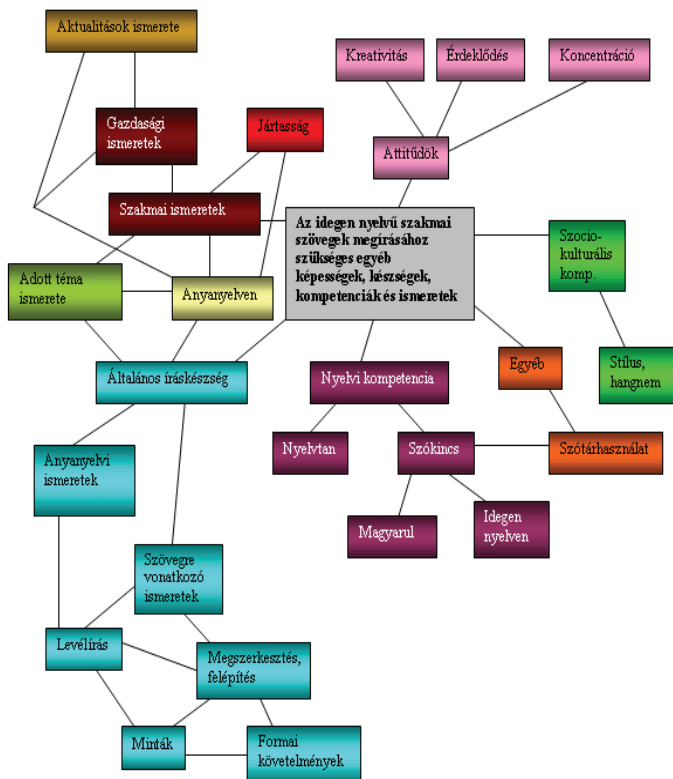 Aktualitások ismerete
Kreativitás
Érdeklődés
Koncentráció
Gazdasági
ismeretek
Jártasság
Attitűdök
Szakmai ismeretek
Az idegen nyelvű szakmai
szövegek megírásához
szükséges egyéb
képességek, készségek,
kompetenciák és ismeretek
Szocio-
kulturális
komp.
Adott téma
ismerete
Anyanyelven
Általános íráskészség
Nyelvi kompetencia
Egyéb
Stílus,
hangnem
Anyanyelvi
ismeretek
Nyelvtan
Szókincs
Szótárhasználat
Magyarul
Idegen
nyelven
Szövegre
vonatkozó
ismeretek
Levélírás
Megszerkesztés,
felépítés
Minták
Formai
követelmények